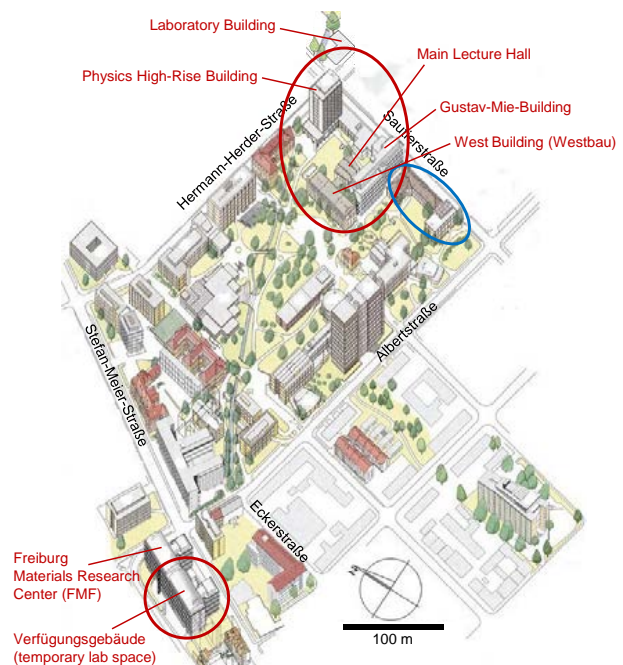 Laboratory Building
Main Lecture Hall
Physics High-Rise Building
Gustav-Mie-Building
West Building (Westbau)
Sautierstraße
Hermann-Herder-Straße
Albertstraße
Stefan-Meier-Straße
Eckerstraße
Freiburg
Materials Research
Center (FMF)
Verfügungsgebäude
(temporary lab space)
N
100 m